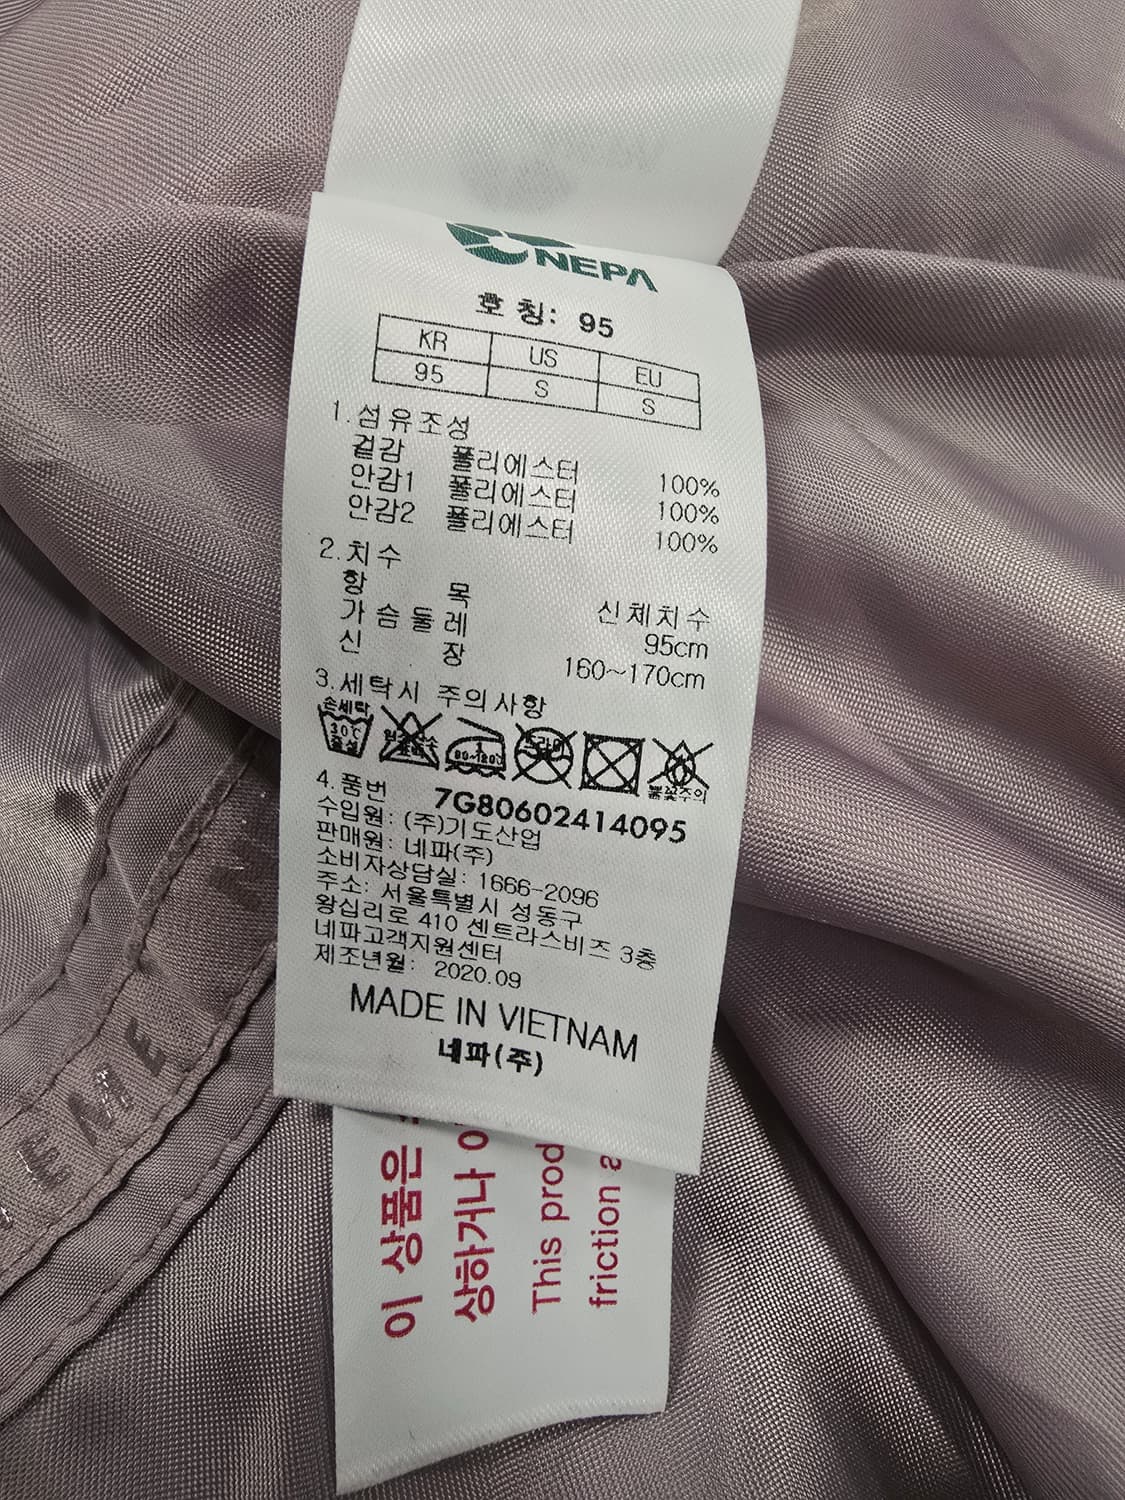 NEPA
호 칭: 95
KR US EU
95 S S
1.섬유조성
겉감 폴리에스터 100%
안감1 폴리에스터 100%
안감2 폴리에스터 100%
2.치수
항 목 신체치수
가슴둘레 95cm
신 장 160~170cm
3.세탁시 주의사항
손세탁
30℃
중성
80~120℃
드라이
불꽃주의
4.품번 7G80602414095
수입원: (주)기도산업
판매원: 네파(주)
소비자상담실: 1666-2096
주소: 서울특별시 성동구
왕십리로 410 센트라스비즈 3층
네파고객지원센터
제조년월: 2020.09
MADE IN VIETNAM
네파(주)
이 상품은
상하거나
This prod
friction a
EME